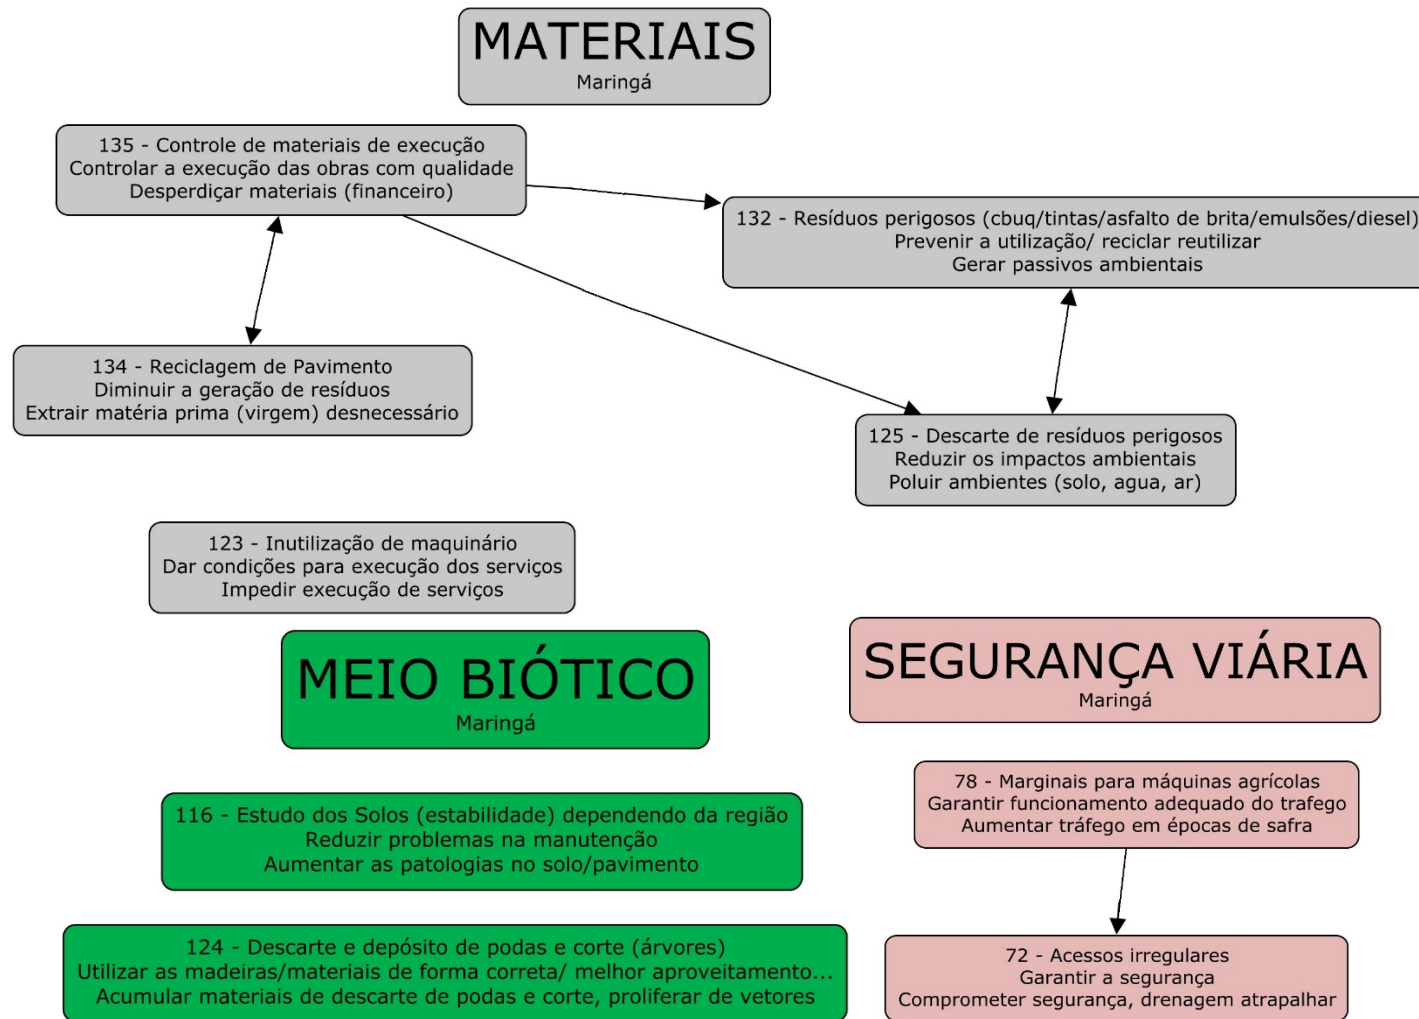 MATERIAIS
Maringá
135 - Controle de materiais de execução
Controlar a execução das obras com qualidade
Desperdiçar materiais (financeiro)
132 - Resíduos perigosos (cbuq/tintas/asfalto de brita/emulsões/diesel)
Prevenir a utilização/ reciclar reutilizar
Gerar passivos ambientais
134 - Reciclagem de Pavimento
Diminuir a geração de resíduos
Extrair matéria prima (virgem) desnecessário
125 - Descarte de resíduos perigosos
Reduzir os impactos ambientais
Poluir ambientes (solo, agua, ar)
123 - Inutilização de maquinário
Dar condições para execução dos serviços
Impedir execução de serviços
MEIO BIÓTICO
Maringá
116 - Estudo dos Solos (estabilidade) dependendo da região
Reduzir problemas na manutenção
Aumentar as patologias no solo/pavimento
124 - Descarte e depósito de podas e corte (árvores)
Utilizar as madeiras/materiais de forma correta/ melhor aproveitamento...
Acumular materiais de descarte de podas e corte, proliferar de vetores
SEGURANÇA VIÁRIA
Maringá
78 - Marginais para máquinas agrícolas
Garantir funcionamento adequado do trafego
Aumentar tráfego em épocas de safra
72 - Acessos irregulares
Garantir a segurança
Comprometer segurança, drenagem atrapalhar